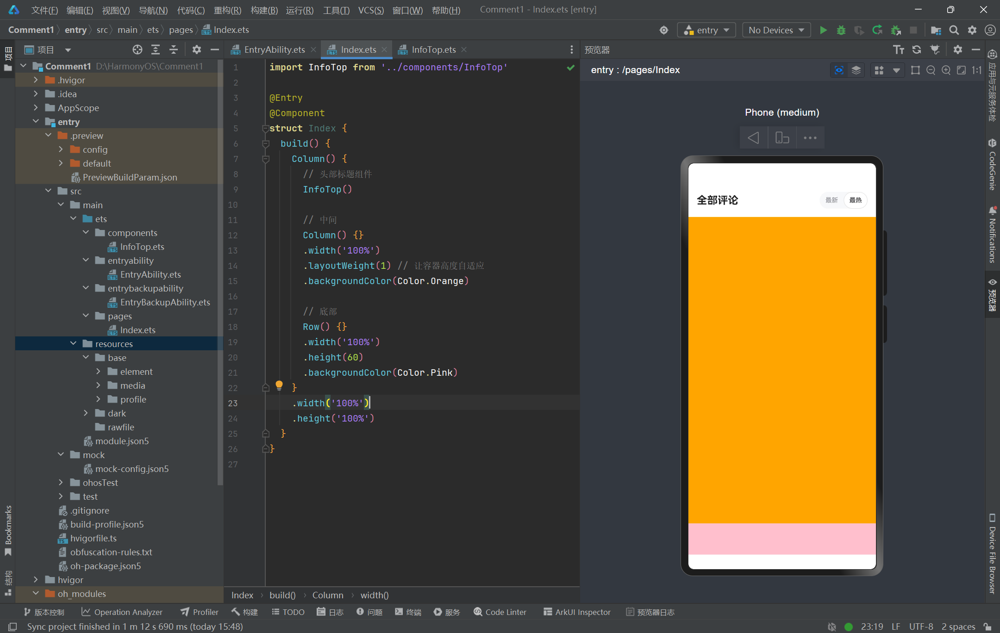 文件(F) 编辑(E) 视图(V) 导航(N) 代码(C) 重构(R) 构建(B) 运行(R) 工具(T) VCS(S) 窗口(W) 帮助(H) Comment1 - Index.ets [entry]
Comment1 entry src main ets pages Index.ets entry No Devices
项目
项目
EntryAbility.ets Index.ets InfoTop.ets
预览器
entry : /pages/Index
1:1
Comment1 D:\HarmonyOS\Comment1
.hvigor
.idea
AppScope
entry
.preview
config
default
PreviewBuildParam.json
src
main
ets
components
InfoTop.ets
entryability
EntryAbility.ets
entrybackupability
EntryBackupAbility.ets
pages
Index.ets
resources
base
element
media
profile
dark
rawfile
module.json5
mock
mock-config.json5
ohosTest
test
.gitignore
build-profile.json5
hvigorfile.ts
obfuscation-rules.txt
oh-package.json5
hvigor
oh_modules
Bookmarks
结构
1 import InfoTop from '../components/InfoTop'
2
3 @Entry
4 @Component
5 struct Index {
6 build() {
7 Column() {
8 // 头部标题组件
9 InfoTop()
10
11 // 中间
12 Column() {}
13 .width('100%')
14 .layoutWeight(1) // 让容器高度自适应
15 .backgroundColor(Color.Orange)
16
17 // 底部
18 Row() {}
19 .width('100%')
20 .height(60)
21 .backgroundColor(Color.Pink)
22 }
23 .width('100%')
24 .height('100%')
25 }
26 }
27
Index build() Column width()
Phone (medium)
全部评论 最新 最热
应用与元服务体检
CodeGenie
Notifications
预览器
Device File Browser
版本控制 Operation Analyzer Profiler 构建 TODO 日志 问题 终端 服务 Code Linter ArkUI Inspector 预览器日志
Sync project finished in 1 m 12 s 690 ms (today 15:48) 23:19 LF UTF-8 2 spaces